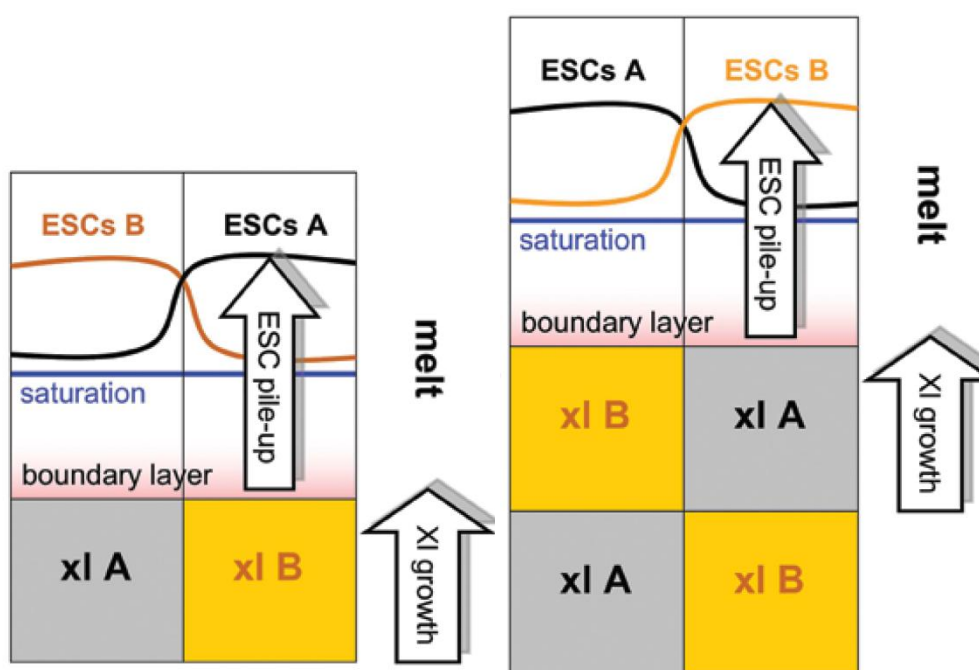 ESCs B
ESCs A
saturation
ESC pile-up
boundary layer
xl A
xl B
melt
Xl growth
ESCs A
ESCs B
saturation
ESC pile-up
boundary layer
xl B
xl A
xl A
xl B
melt
Xl growth